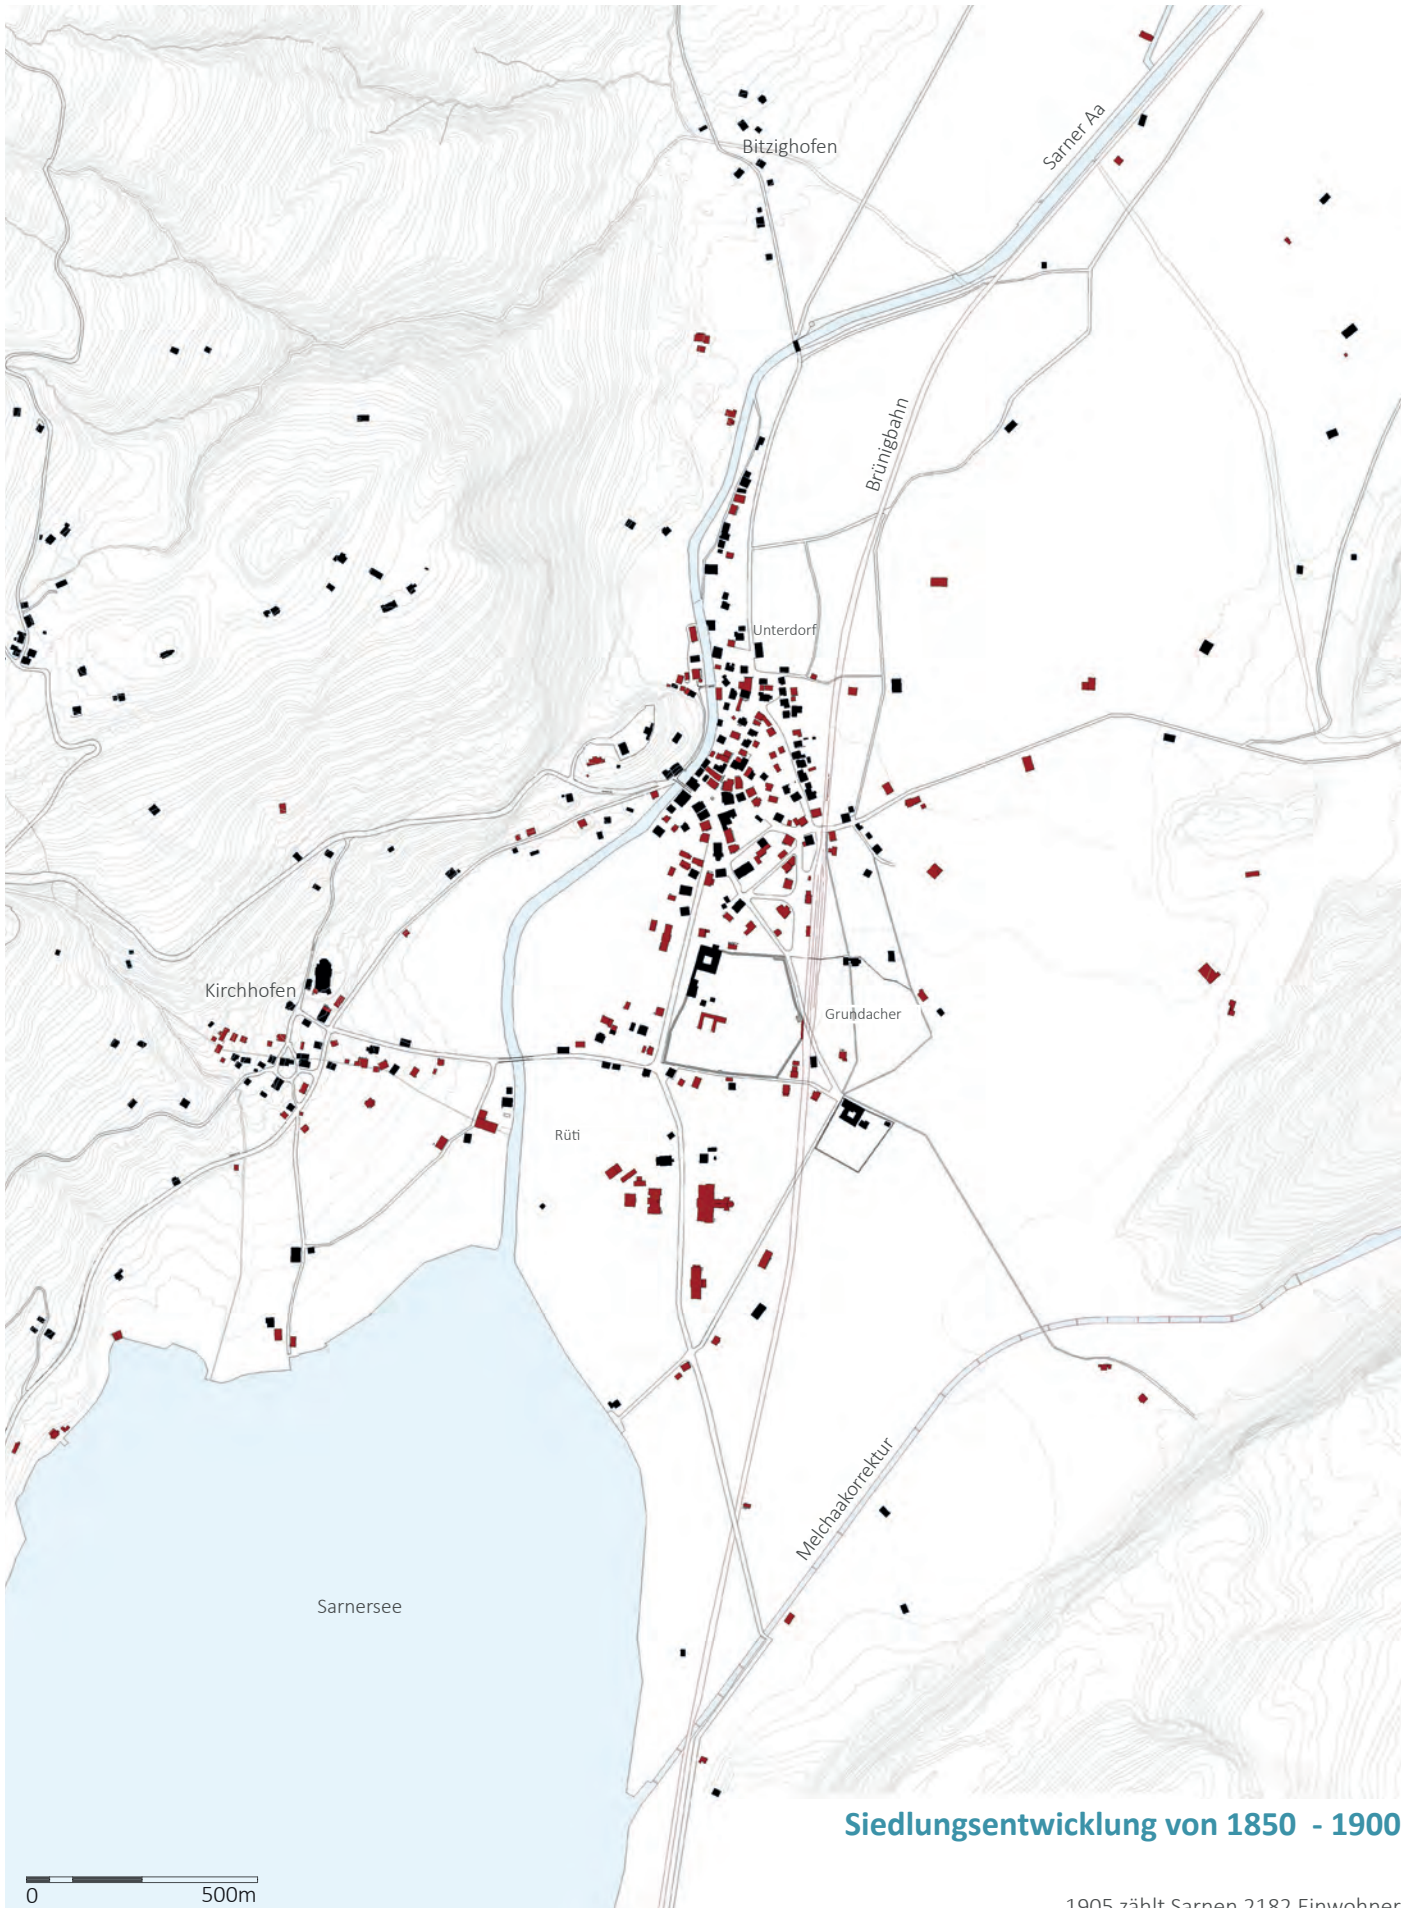 Sarner Aa
Bitzighofen
Brünigbahn
Unterdorf
Kirchhofen
Grundacher
Rüti
Melchaakorrektur
Sarnersee
Siedlungsentwicklung von 1850 - 1900
0 500m
1905 zählt Sarnen 2182 Einwohner